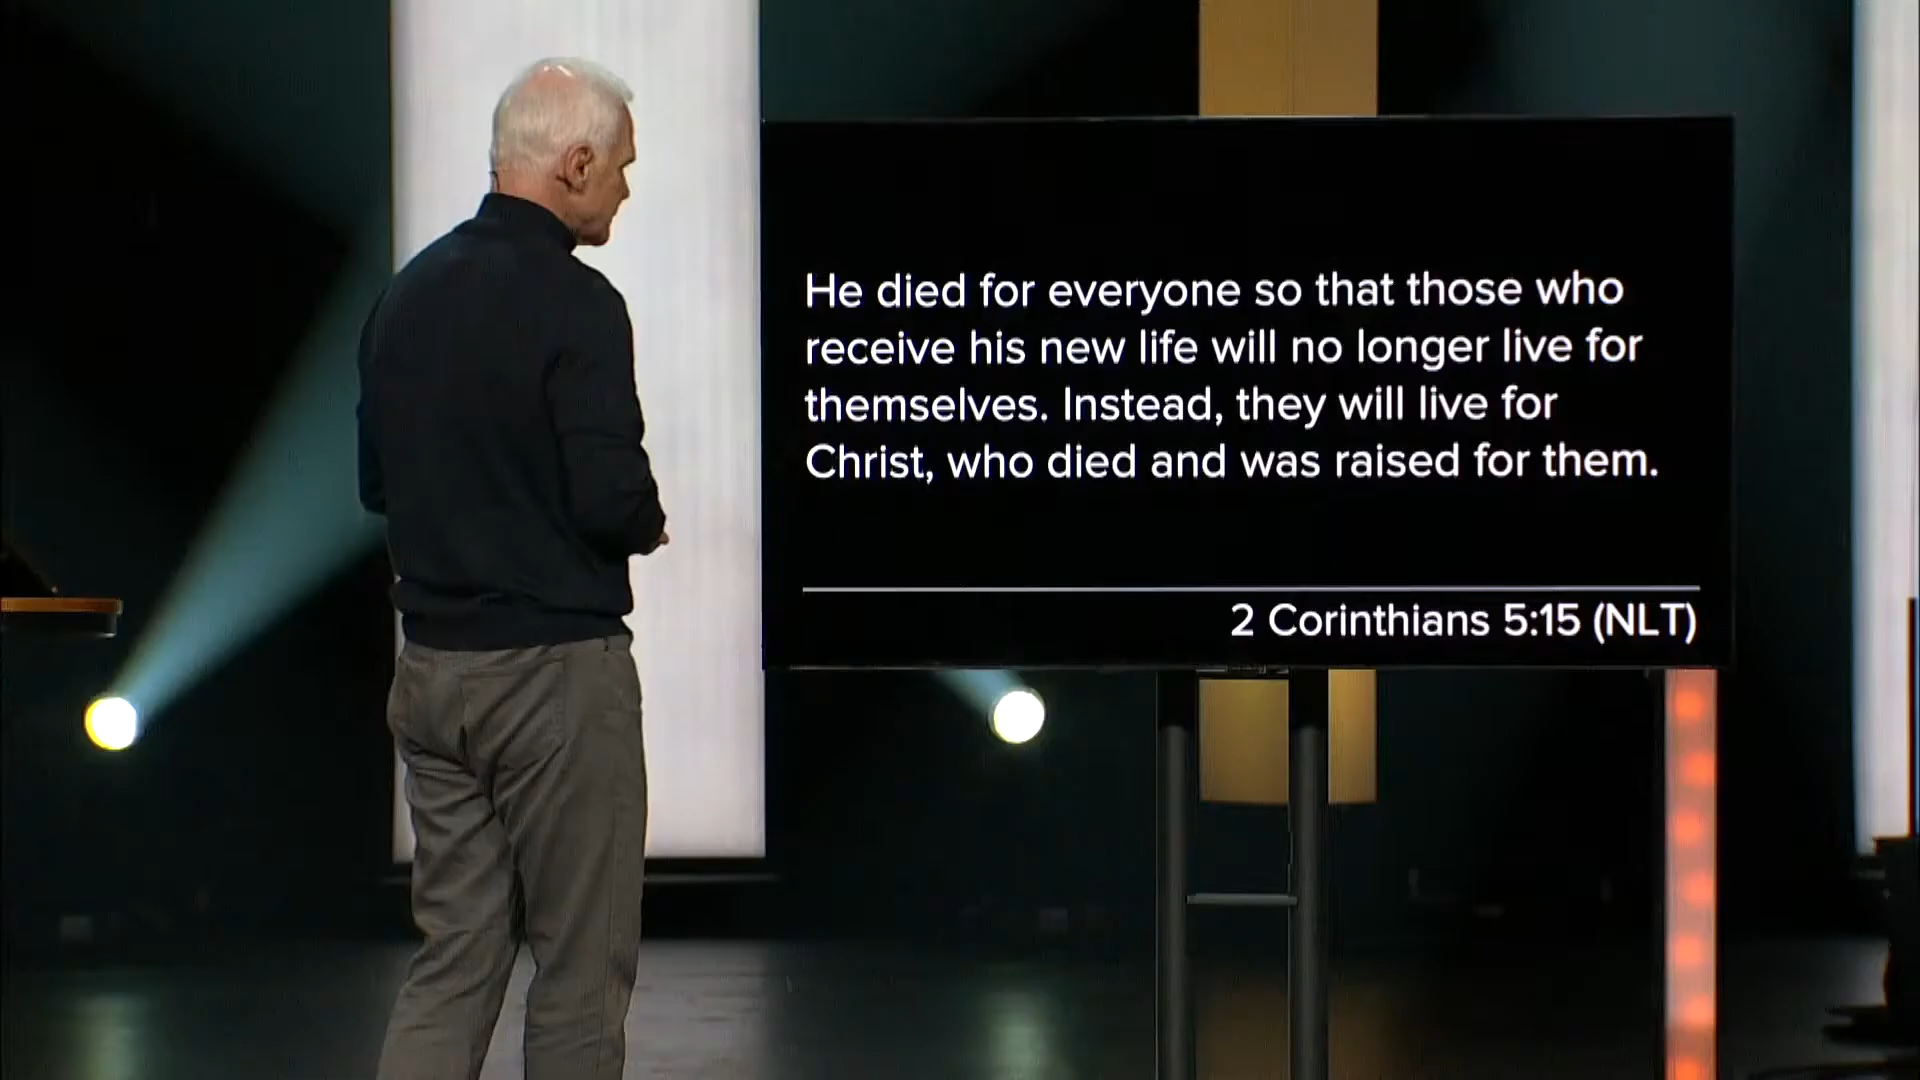 He died for everyone so that those who
receive his new life will no longer live for
themselves. Instead, they will live for
Christ, who died and was raised for them.
2 Corinthians 5:15 (NLT)